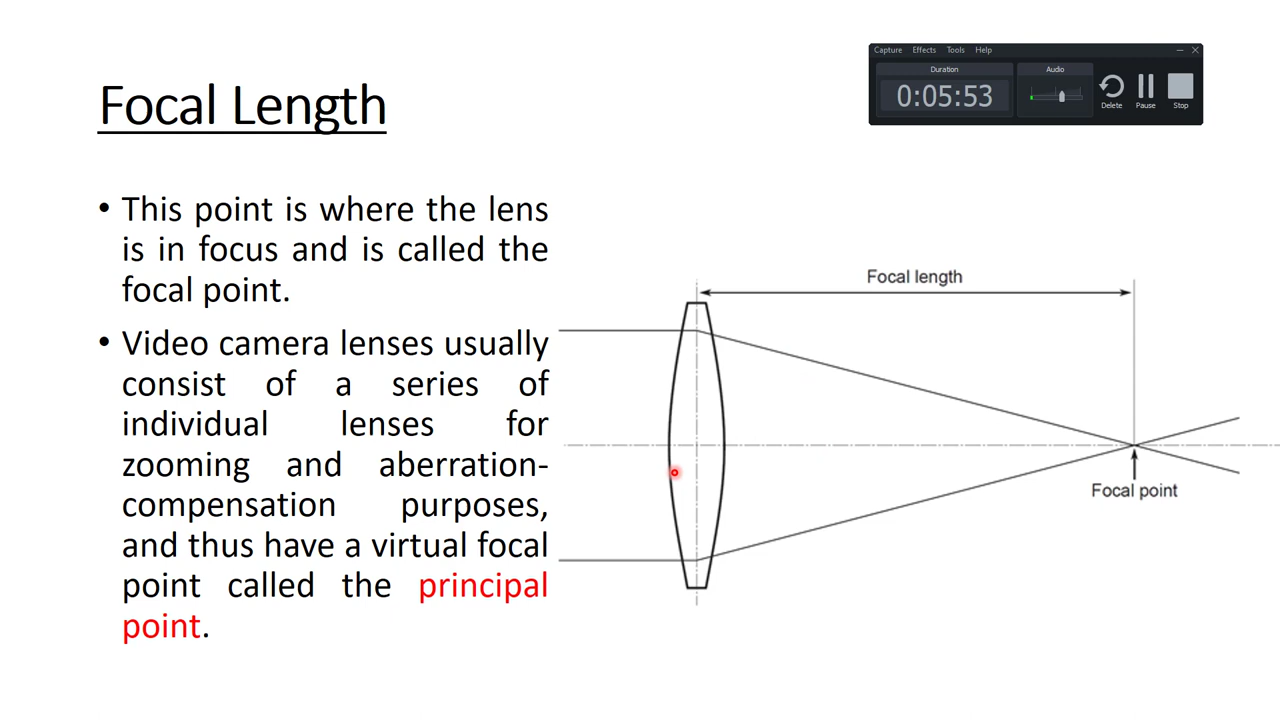 Capture Effects Tools Help
Duration
Audio
0:05:53
Delete Pause Stop
Focal Length
• This point is where the lens
is in focus and is called the
focal point.
• Video camera lenses usually
consist of a series of
individual lenses for
zooming and aberration-
compensation purposes,
and thus have a virtual focal
point called the principal
point.
Focal length
Focal point